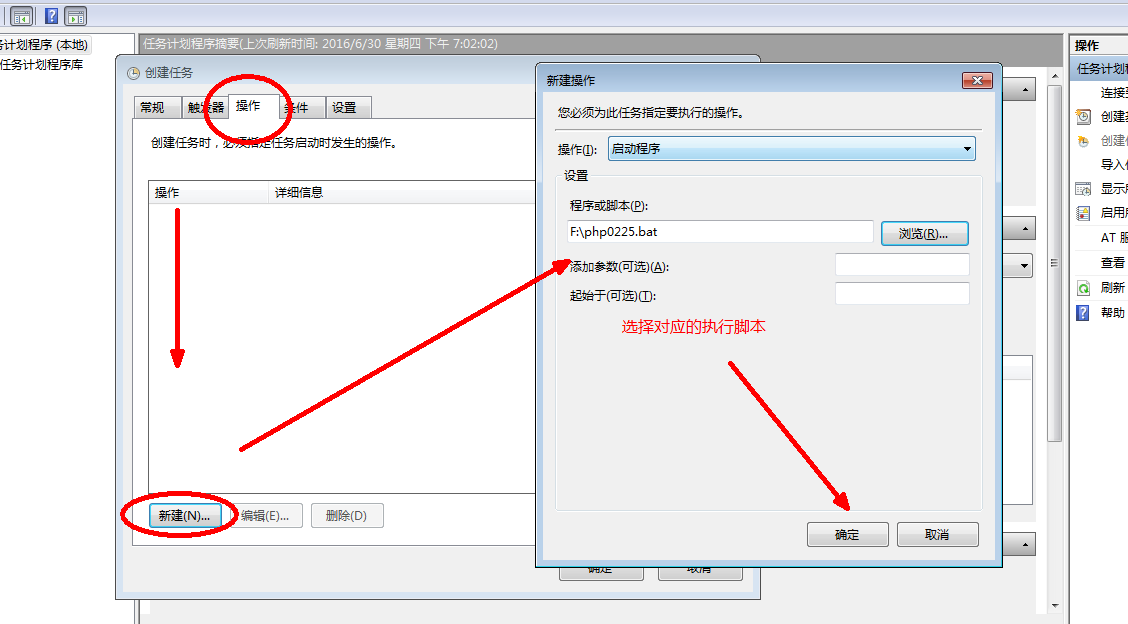 务计划程序 (本地)
任务计划程序库
任务计划程序摘要(上次刷新时间: 2016/6/30 星期四 下午 7:02:02)
创建任务
常规
触发器
操作
条件
设置
创建任务时，必须指定任务启动时发生的操作。
操作
详细信息
新建(N)...
编辑(E)...
删除(D)
确定
取消
新建操作
您必须为此任务指定要执行的操作。
操作(I):
启动程序
设置
程序或脚本(P):
F:\php0225.bat
浏览(R)...
添加参数(可选)(A):
起始于(可选)(T):
选择对应的执行脚本
确定
取消
操作
任务计划
连接到
创建基
创建任
导入任
显示所
启用所
AT 服
查看
刷新
帮助